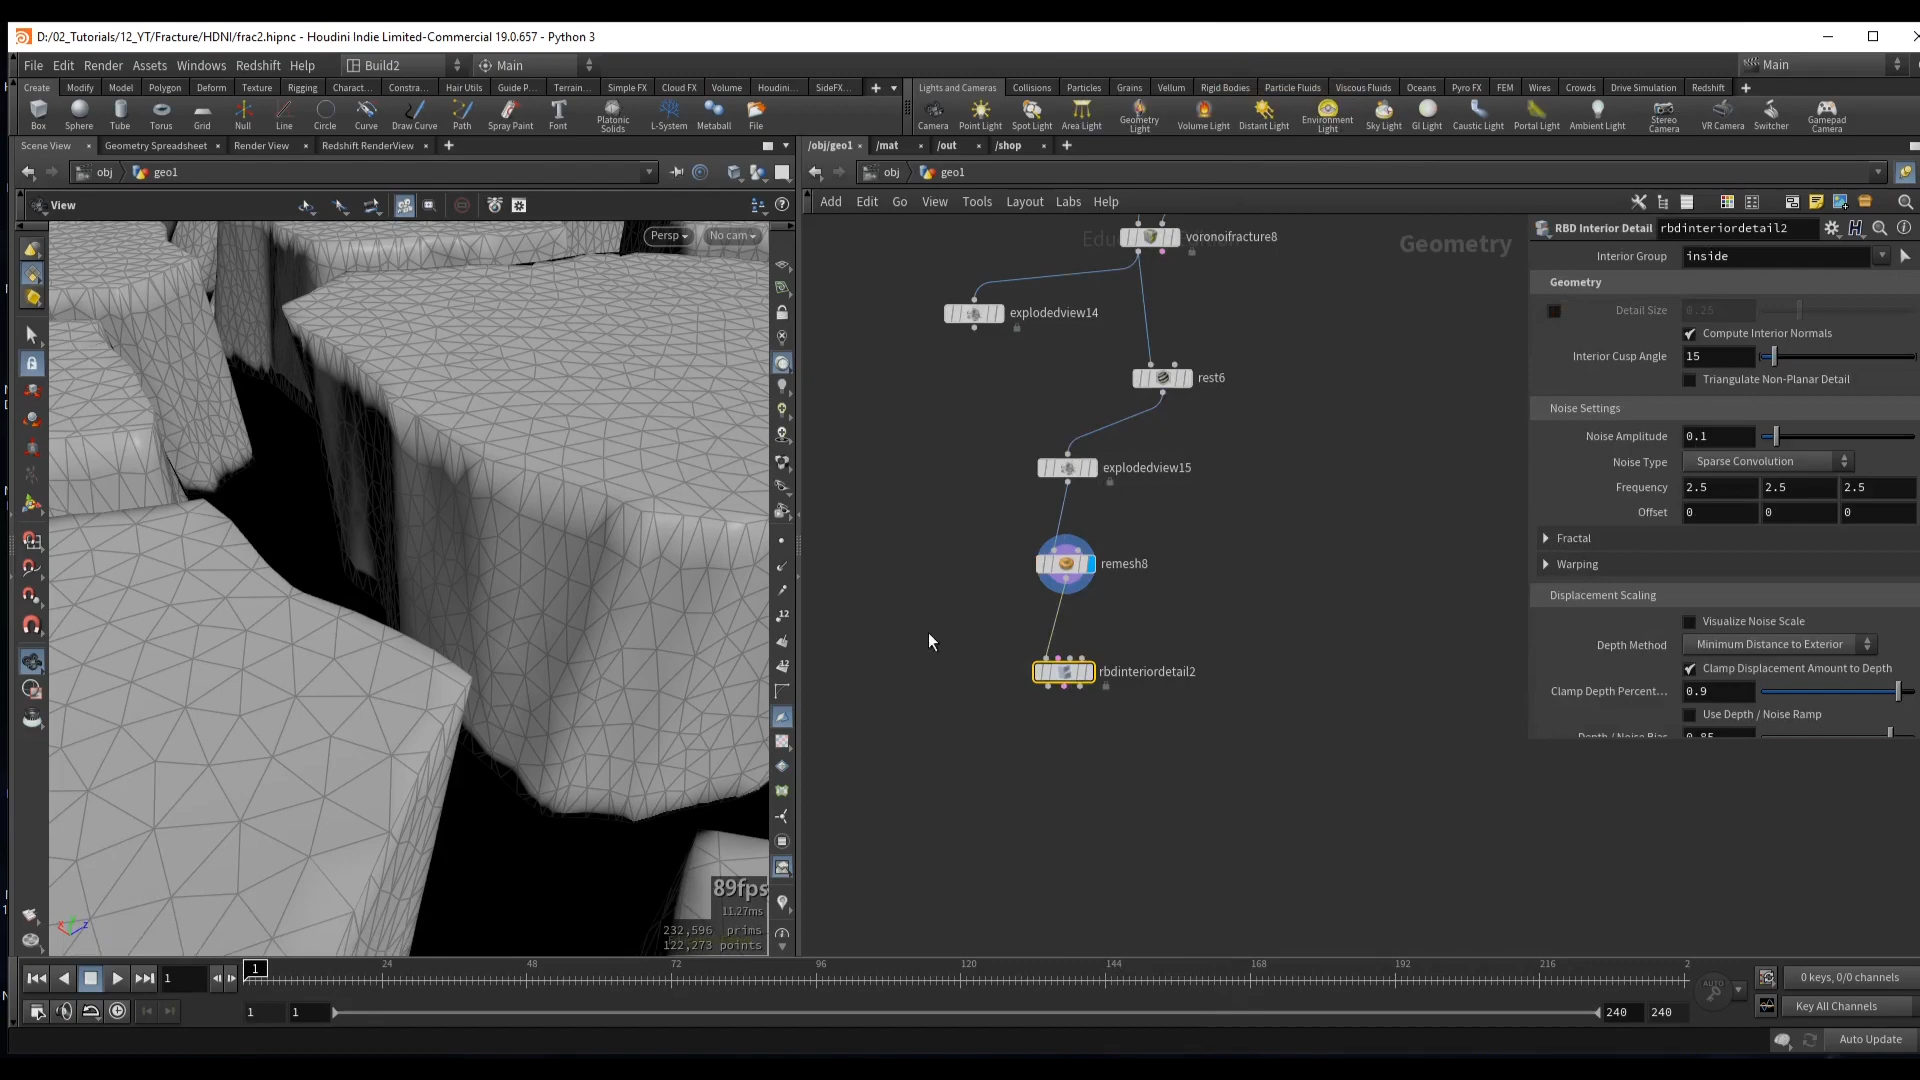 D:/02_Tutorials/12_YT/Fracture/HDNI/frac2.hipnc - Houdini Indie Limited-Commercial 19.0.657 - Python 3
File Edit Render Assets Windows Redshift Help Build2 Main Main
Create Modify Model Polygon Deform Texture Rigging Charact... Constra... Hair Utils Guide P... Terrain... Simple FX Cloud FX Volume Houdini... SideFX... Lights and Cameras Collisions Particles Grains Vellum Rigid Bodies Particle Fluids Viscous Fluids Oceans Pyro FX FEM Wires Crowds Drive Simulation Redshift
Box Sphere Tube Torus Grid Null Line Circle Curve Draw Curve Path Spray Paint Font Platonic Solids L-System Metaball File Camera Point Light Spot Light Area Light Geometry Light Volume Light Distant Light Environment Light Sky Light GI Light Caustic Light Portal Light Ambient Light Stereo Camera VR Camera Switcher Gamepad Camera
Scene View Geometry Spreadsheet Render View Redshift RenderView /obj/geo1 /mat /out /shop
obj geo1 obj geo1
View Add Edit Go View Tools Layout Labs Help
Persp No cam
Geometry
voronoifracture8
explodedview14
rest6
explodedview15
remesh8
rbdinteriordetail2
RBD Interior Detail rbdinteriordetail2
Interior Group inside
Geometry
Detail Size 0.25
Compute Interior Normals
Interior Cusp Angle 15
Triangulate Non-Planar Detail
Noise Settings
Noise Amplitude 0.1
Noise Type Sparse Convolution
Frequency 2.5 2.5 2.5
Offset 0 0 0
Fractal
Warping
Displacement Scaling
Visualize Noise Scale
Depth Method Minimum Distance to Exterior
Clamp Displacement Amount to Depth
Clamp Depth Percent... 0.9
Use Depth / Noise Ramp
Depth / Noise Bias 0.85
89fps
11.27ms
232,596 prims
122,273 points
1 1 24 48 72 96 120 144 168 192 216 2
AUTO
0 keys, 0/0 channels
1 1 240 240 Key All Channels
Auto Update